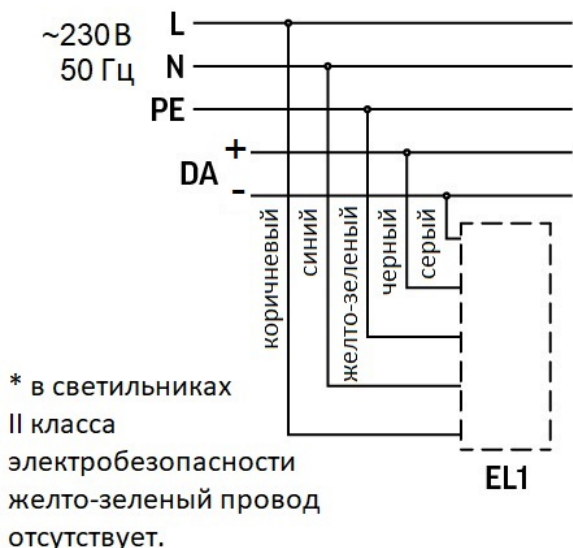 ~230 В
50 Гц
L
N
PE
DA
+
-
коричневый
синий
желто-зеленый
черный
серый
EL1
* в светильниках
II класса
электробезопасности
желто-зеленый провод
отсутствует.